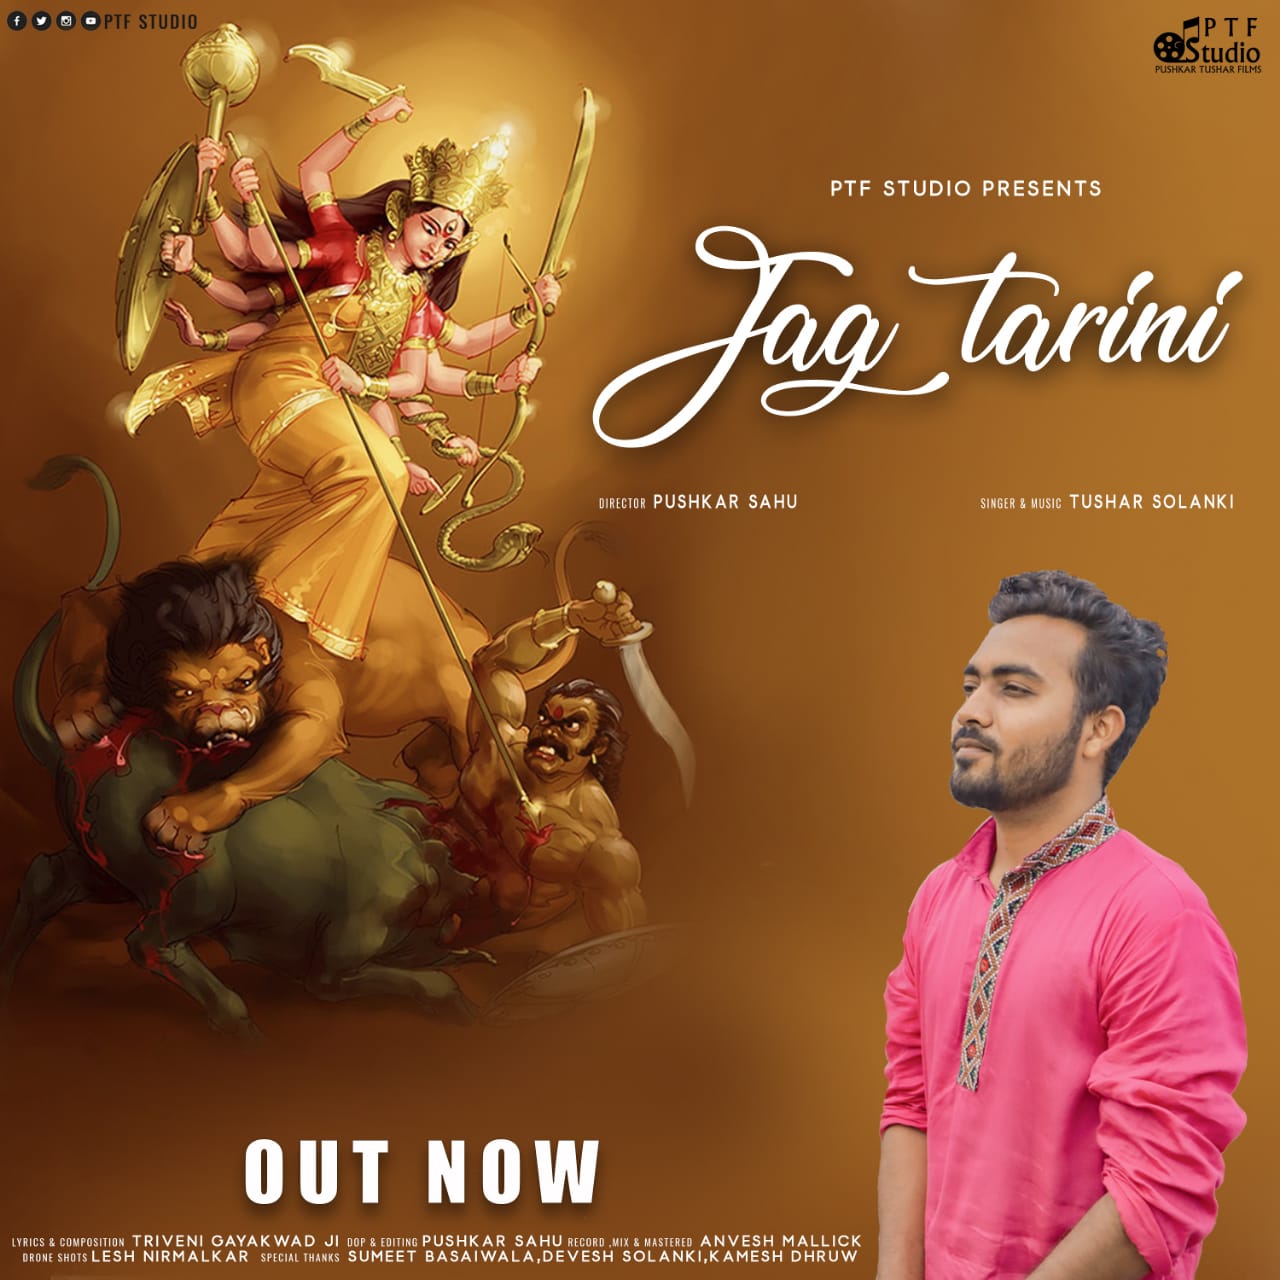 PTF STUDIO
PTF
Studio
PUSHKAR TUSHAR FILMS
PTF STUDIO PRESENTS
Jag tarini
DIRECTOR PUSHKAR SAHU
SINGER & MUSIC TUSHAR SOLANKI
OUT NOW
LYRICS & COMPOSITION TRIVENI GAYAKWAD JI DOP & EDITING PUSHKAR SAHU RECORD ,MIX & MASTERED ANVESH MALLICK
DRONE SHOTS LESH NIRMALKAR SPECIAL THANKS SUMEET BASAIWALA,DEVESH SOLANKI,KAMESH DHRUW